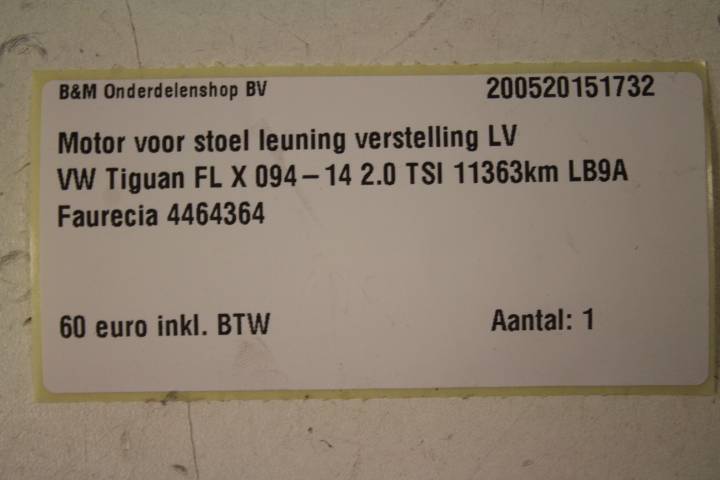 B&M Onderdelenshop BV 200520151732
Motor voor stoel leuning verstelling LV
VW Tiguan FL X 094-14 2.0 TSI 11363km LB9A
Faurecia 4464364
60 euro inkl. BTW Aantal: 1